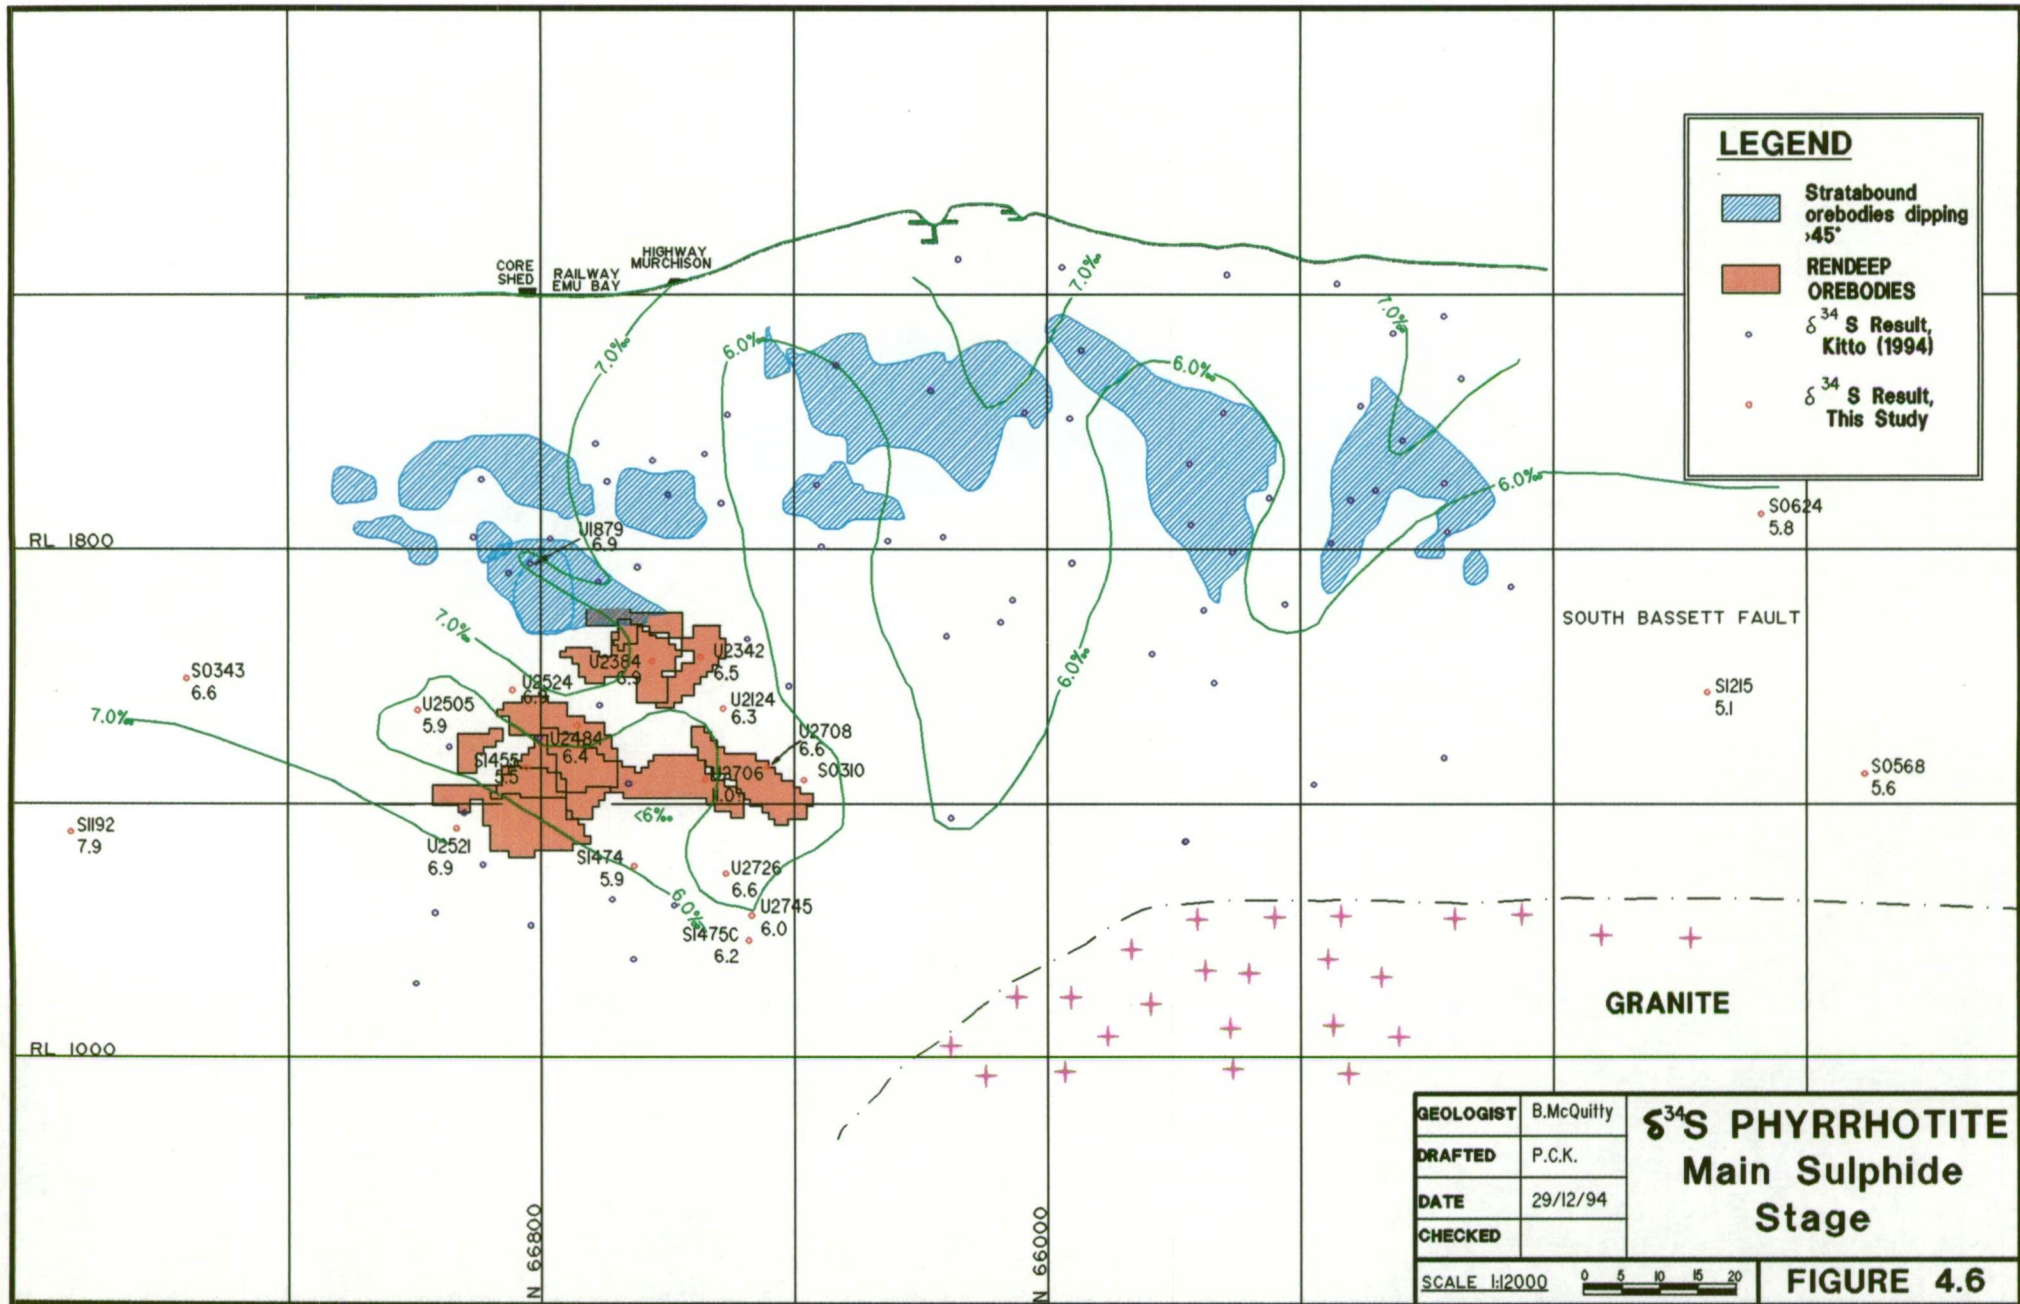 LEGEND
Stratabound
orebodies dipping
>45°
RENDEEP
OREBODIES
δ34 S Result,
Kitto (1994)
δ34 S Result,
This Study
CORE
SHED
RAILWAY
EMU BAY
HIGHWAY
MURCHISON
7.0‰
7.0‰
7.0‰
6.0‰
6.0‰
6.0‰
S0624
5.8
RL 1800
U1879
6.9
SOUTH BASSETT FAULT
7.0‰
U2384
6.9
U2342
6.5
S0343
6.6
U2524
6.0‰
S1215
5.1
U2505
5.9
U2124
6.3
7.0‰
U2484
6.4
U2708
6.6
S1455
5.5
U2706
S0310
S0568
5.6
<6‰
S1192
7.9
U2521
6.9
S1474
5.9
U2726
6.6
6.0‰
U2745
6.0
S1475C
6.2
GRANITE
RL 1000
N 66800
N 66000
GEOLOGIST B.McQuitty
DRAFTED P.C.K.
DATE 29/12/94
CHECKED
δ34S PHYRRHOTITE
Main Sulphide
Stage
SCALE 1:12000
0 5 10 15 20
FIGURE 4.6